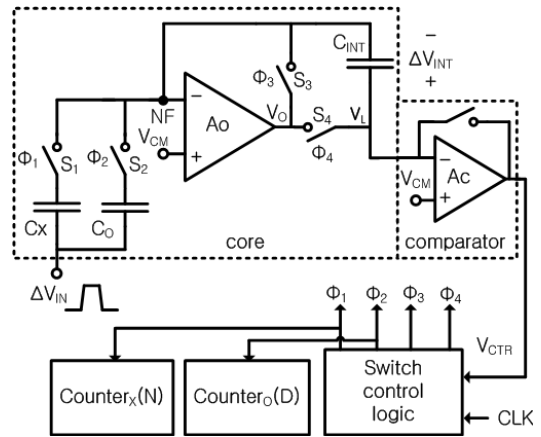 C_INT
−
ΔV_INT
+
Φ₃
S₃
NF
−
Ao
+
V_O
S₄
Φ₄
V_L
V_CM
Φ₁
S₁
Φ₂
S₂
Cx
C_O
core
−
Ac
+
V_CM
comparator
ΔV_IN
Φ₁
Φ₂
Φ₃
Φ₄
V_CTR
Counter_X(N)
Counter_O(D)
Switch
control
logic
CLK